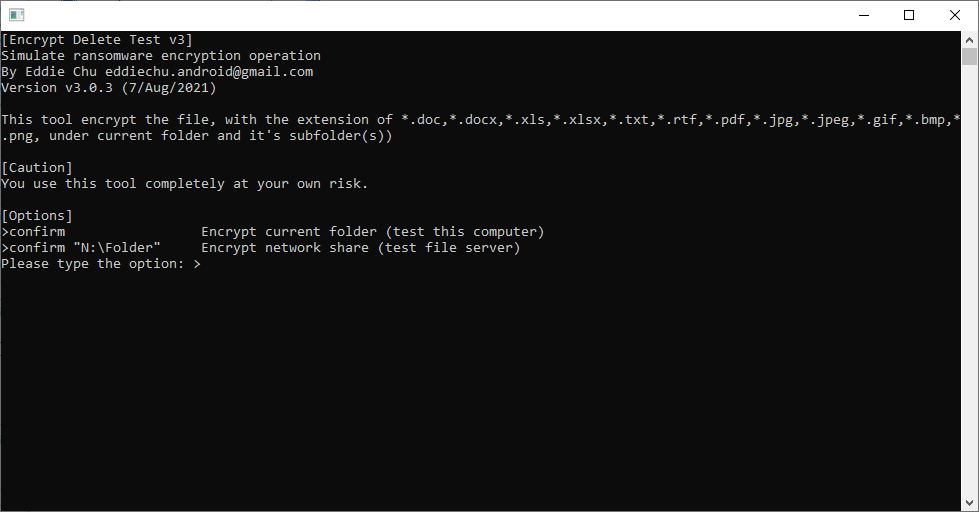 [Encrypt Delete Test v3]
Simulate ransomware encryption operation
By Eddie Chu eddiechu.android@gmail.com
Version v3.0.3 (7/Aug/2021)
This tool encrypt the file, with the extension of *.doc,*.docx,*.xls,*.xlsx,*.txt,*.rtf,*.pdf,*.jpg,*.jpeg,*.gif,*.bmp,*
.png, under current folder and it's subfolder(s))
[Caution]
You use this tool completely at your own risk.
[Options]
>confirm                 Encrypt current folder (test this computer)
>confirm "N:\Folder"     Encrypt network share (test file server)
Please type the option: >